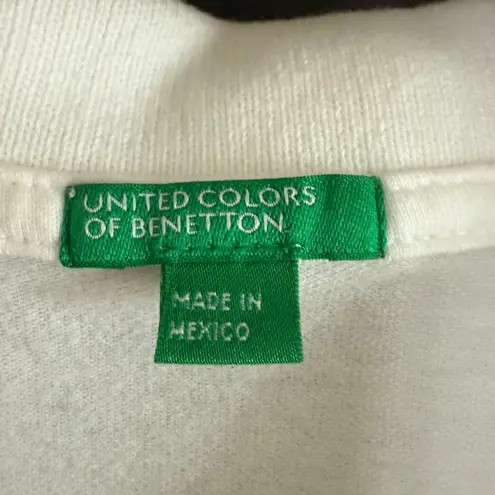 UNITED COLORS
OF BENETTON.
MADE IN
MEXICO